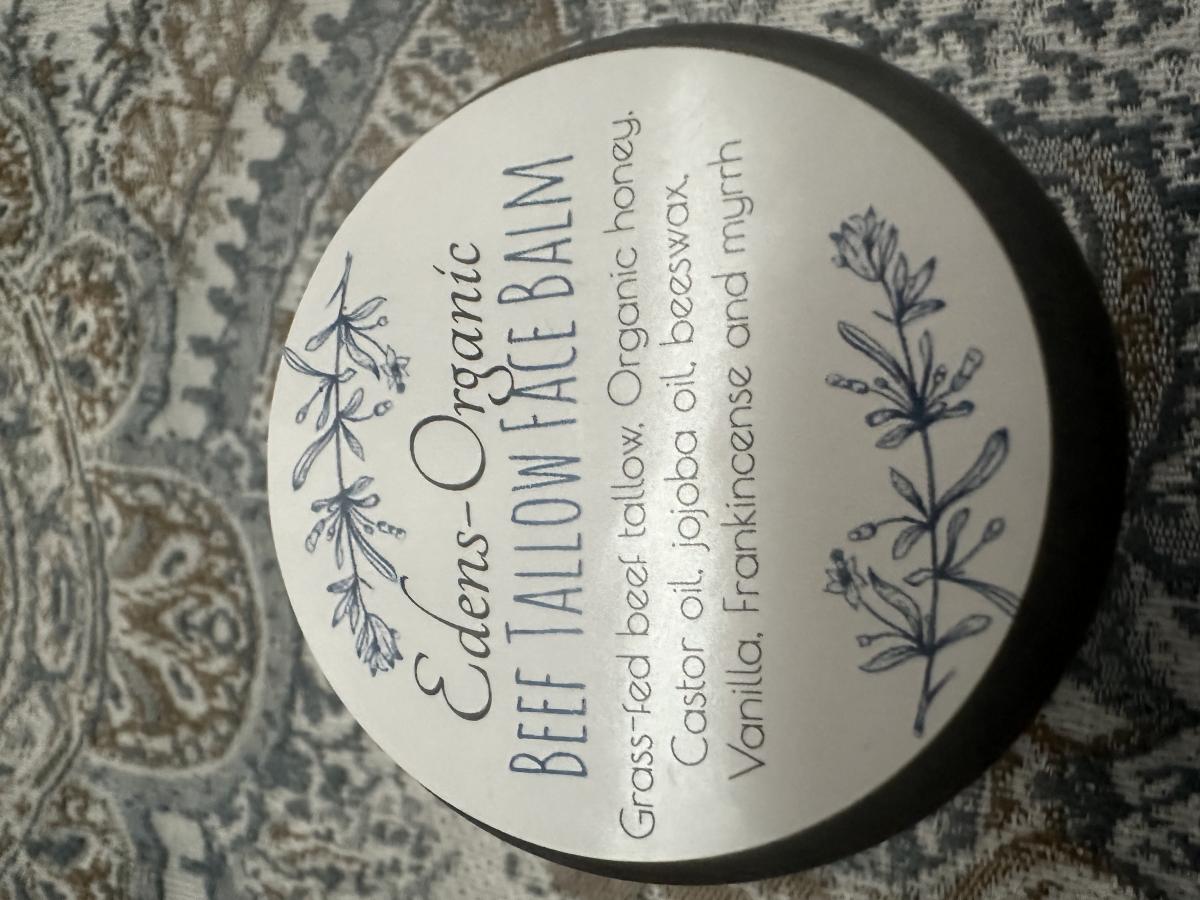 Edens-Organic
BEEF TALLOW FACE BALM
Grass-fed beef tallow, Organic honey,
Castor oil, jojoba oil, beeswax,
Vanilla, Frankincense and myrrh